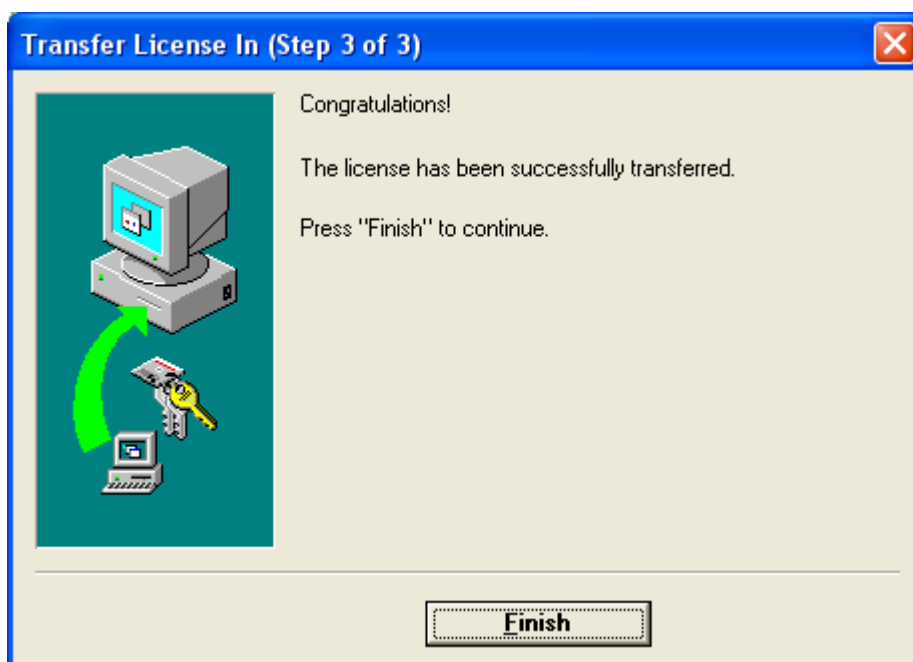 Transfer License In (Step 3 of 3)
Congratulations!
The license has been successfully transferred.
Press "Finish" to continue.
Finish